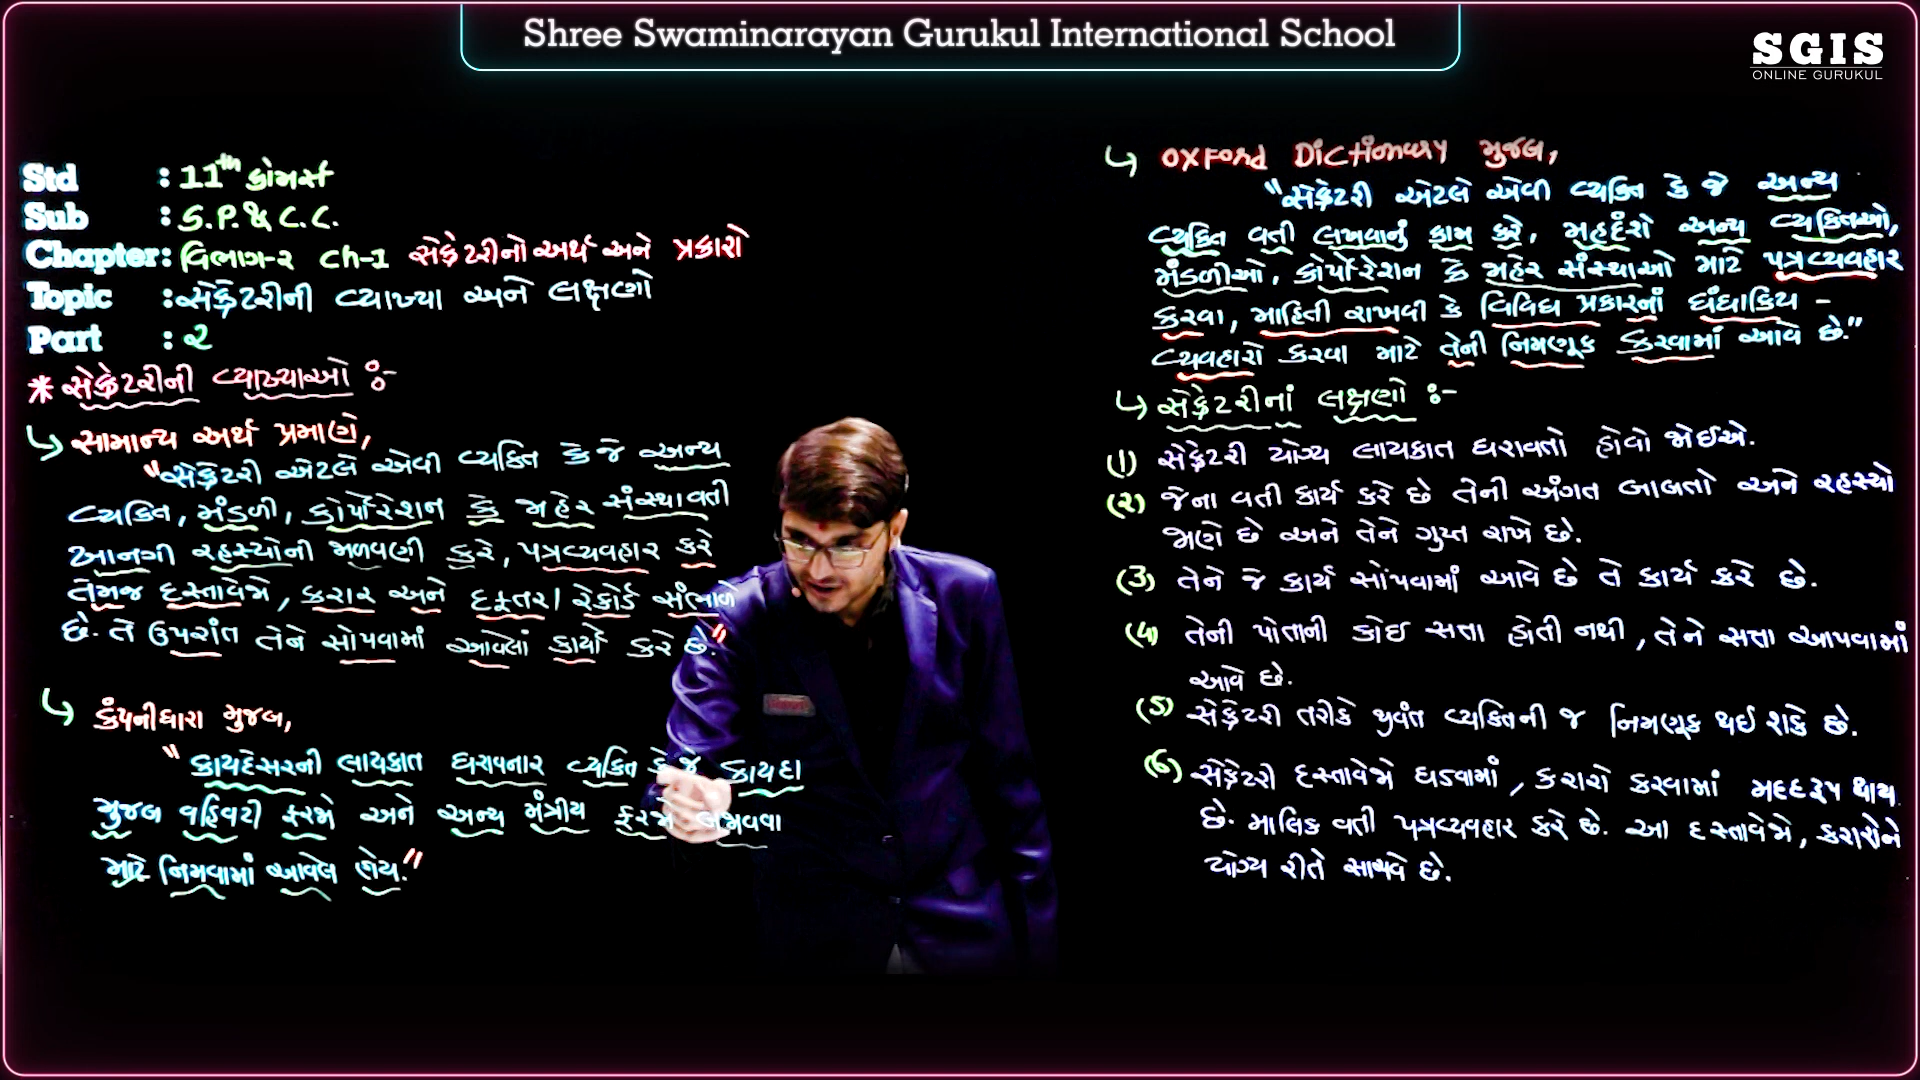 Shree Swaminarayan Gurukul International School
SGIS
ONLINE GURUKUL
Std : 11th કોમર્સ
Sub : S.P. & C.C.
Chapter: વિભાગ-૨ ch-1 સેક્રેટરીનો અર્થ અને પ્રકારો
Topic : સેક્રેટરીની વ્યાખ્યા અને લક્ષણો
Part : ૨
* સેક્રેટરીની વ્યાખ્યાઓ :-
↳ સામાન્ય અર્થ પ્રમાણે,
"સેક્રેટરી એટલે એવી વ્યક્તિ કે જે અન્ય
વ્યક્તિ, મંડળી, કોર્પોરેશન કે જાહેર સંસ્થાવતી
ખાનગી રહસ્યોની જાળવણી કરે, પત્રવ્યવહાર કરે
તેમજ દસ્તાવેજો, કરાર અને દફતર/રેકોર્ડ સંભાળે
છે. તે ઉપરાંત તેને સોંપવામાં આવેલાં કાર્યો કરે છે."
↳ કંપનીધારા મુજબ,
"કાયદેસરની લાયકાત ધરાવનાર વ્યક્તિ કે જે કાયદા
મુજબ વહિવટી ફરજો અને અન્ય મંત્રીય ફરજો બજાવવા
માટે નિમવામાં આવેલ હોય."
↳ Oxford Dictionary મુજબ,
"સેક્રેટરી એટલે એવી વ્યક્તિ કે જે અન્ય
વ્યક્તિ વતી લખવાનું કામ કરે, મહદંશે અન્ય વ્યક્તિઓ,
મંડળીઓ, કોર્પોરેશન કે જાહેર સંસ્થાઓ માટે પત્રવ્યવહાર
કરવા, માહિતી રાખવી કે વિવિધ પ્રકારનાં ધંધાકિય -
વ્યવહારો કરવા માટે તેની નિમણૂક કરવામાં આવે છે."
↳ સેક્રેટરીનાં લક્ષણો :-
(૧) સેક્રેટરી યોગ્ય લાયકાત ધરાવતો હોવો જોઈએ.
(૨) જેના વતી કાર્ય કરે છે તેની અંગત બાબતો અને રહસ્યો
જાણે છે અને તેને ગુપ્ત રાખે છે.
(૩) તેને જે કાર્ય સોંપવામાં આવે છે તે કાર્ય કરે છે.
(૪) તેની પોતાની કોઇ સત્તા હોતી નથી, તેને સત્તા આપવામાં
આવે છે.
(૫) સેક્રેટરી તરીકે જીવંત વ્યક્તિની જ નિમણૂક થઈ શકે છે.
(૬) સેક્રેટરી દસ્તાવેજો ઘડવામાં, કરારો કરવામાં મદદરૂપ થાય
છે. માલિક વતી પત્રવ્યવહાર કરે છે. આ દસ્તાવેજો, કરારોને
યોગ્ય રીતે સાચવે છે.